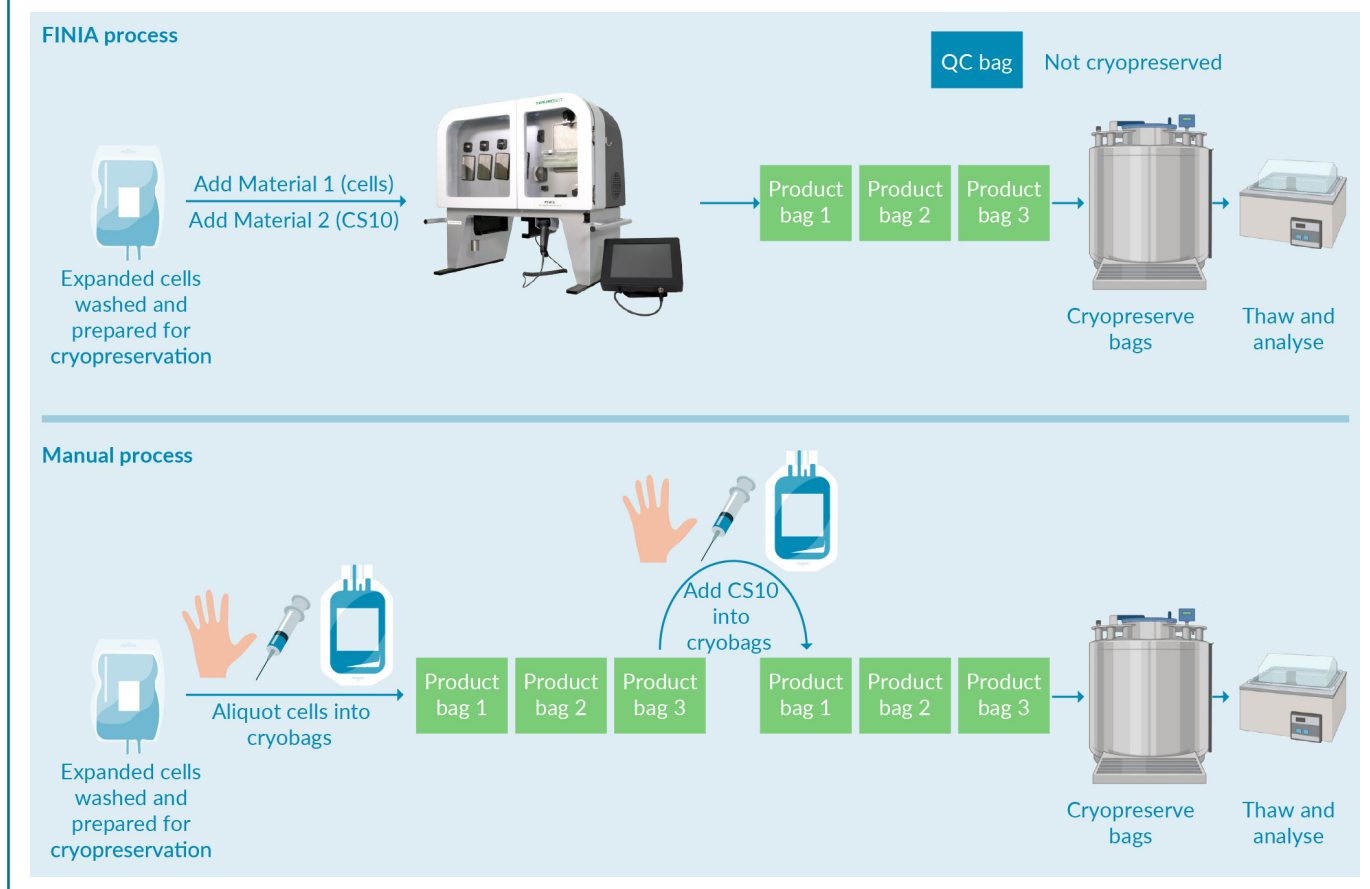 FINIA process
QC bag
Not cryopreserved
Add Material 1 (cells)
Add Material 2 (CS10)
Product
bag 1
Product
bag 2
Product
bag 3
Expanded cells
washed and
prepared for
cryopreservation
Cryopreserve
bags
Thaw and
analyse
Manual process
Add CS10
into
cryobags
Aliquot cells into
cryobags
Product
bag 1
Product
bag 2
Product
bag 3
Product
bag 1
Product
bag 2
Product
bag 3
Expanded cells
washed and
prepared for
cryopreservation
Cryopreserve
bags
Thaw and
analyse